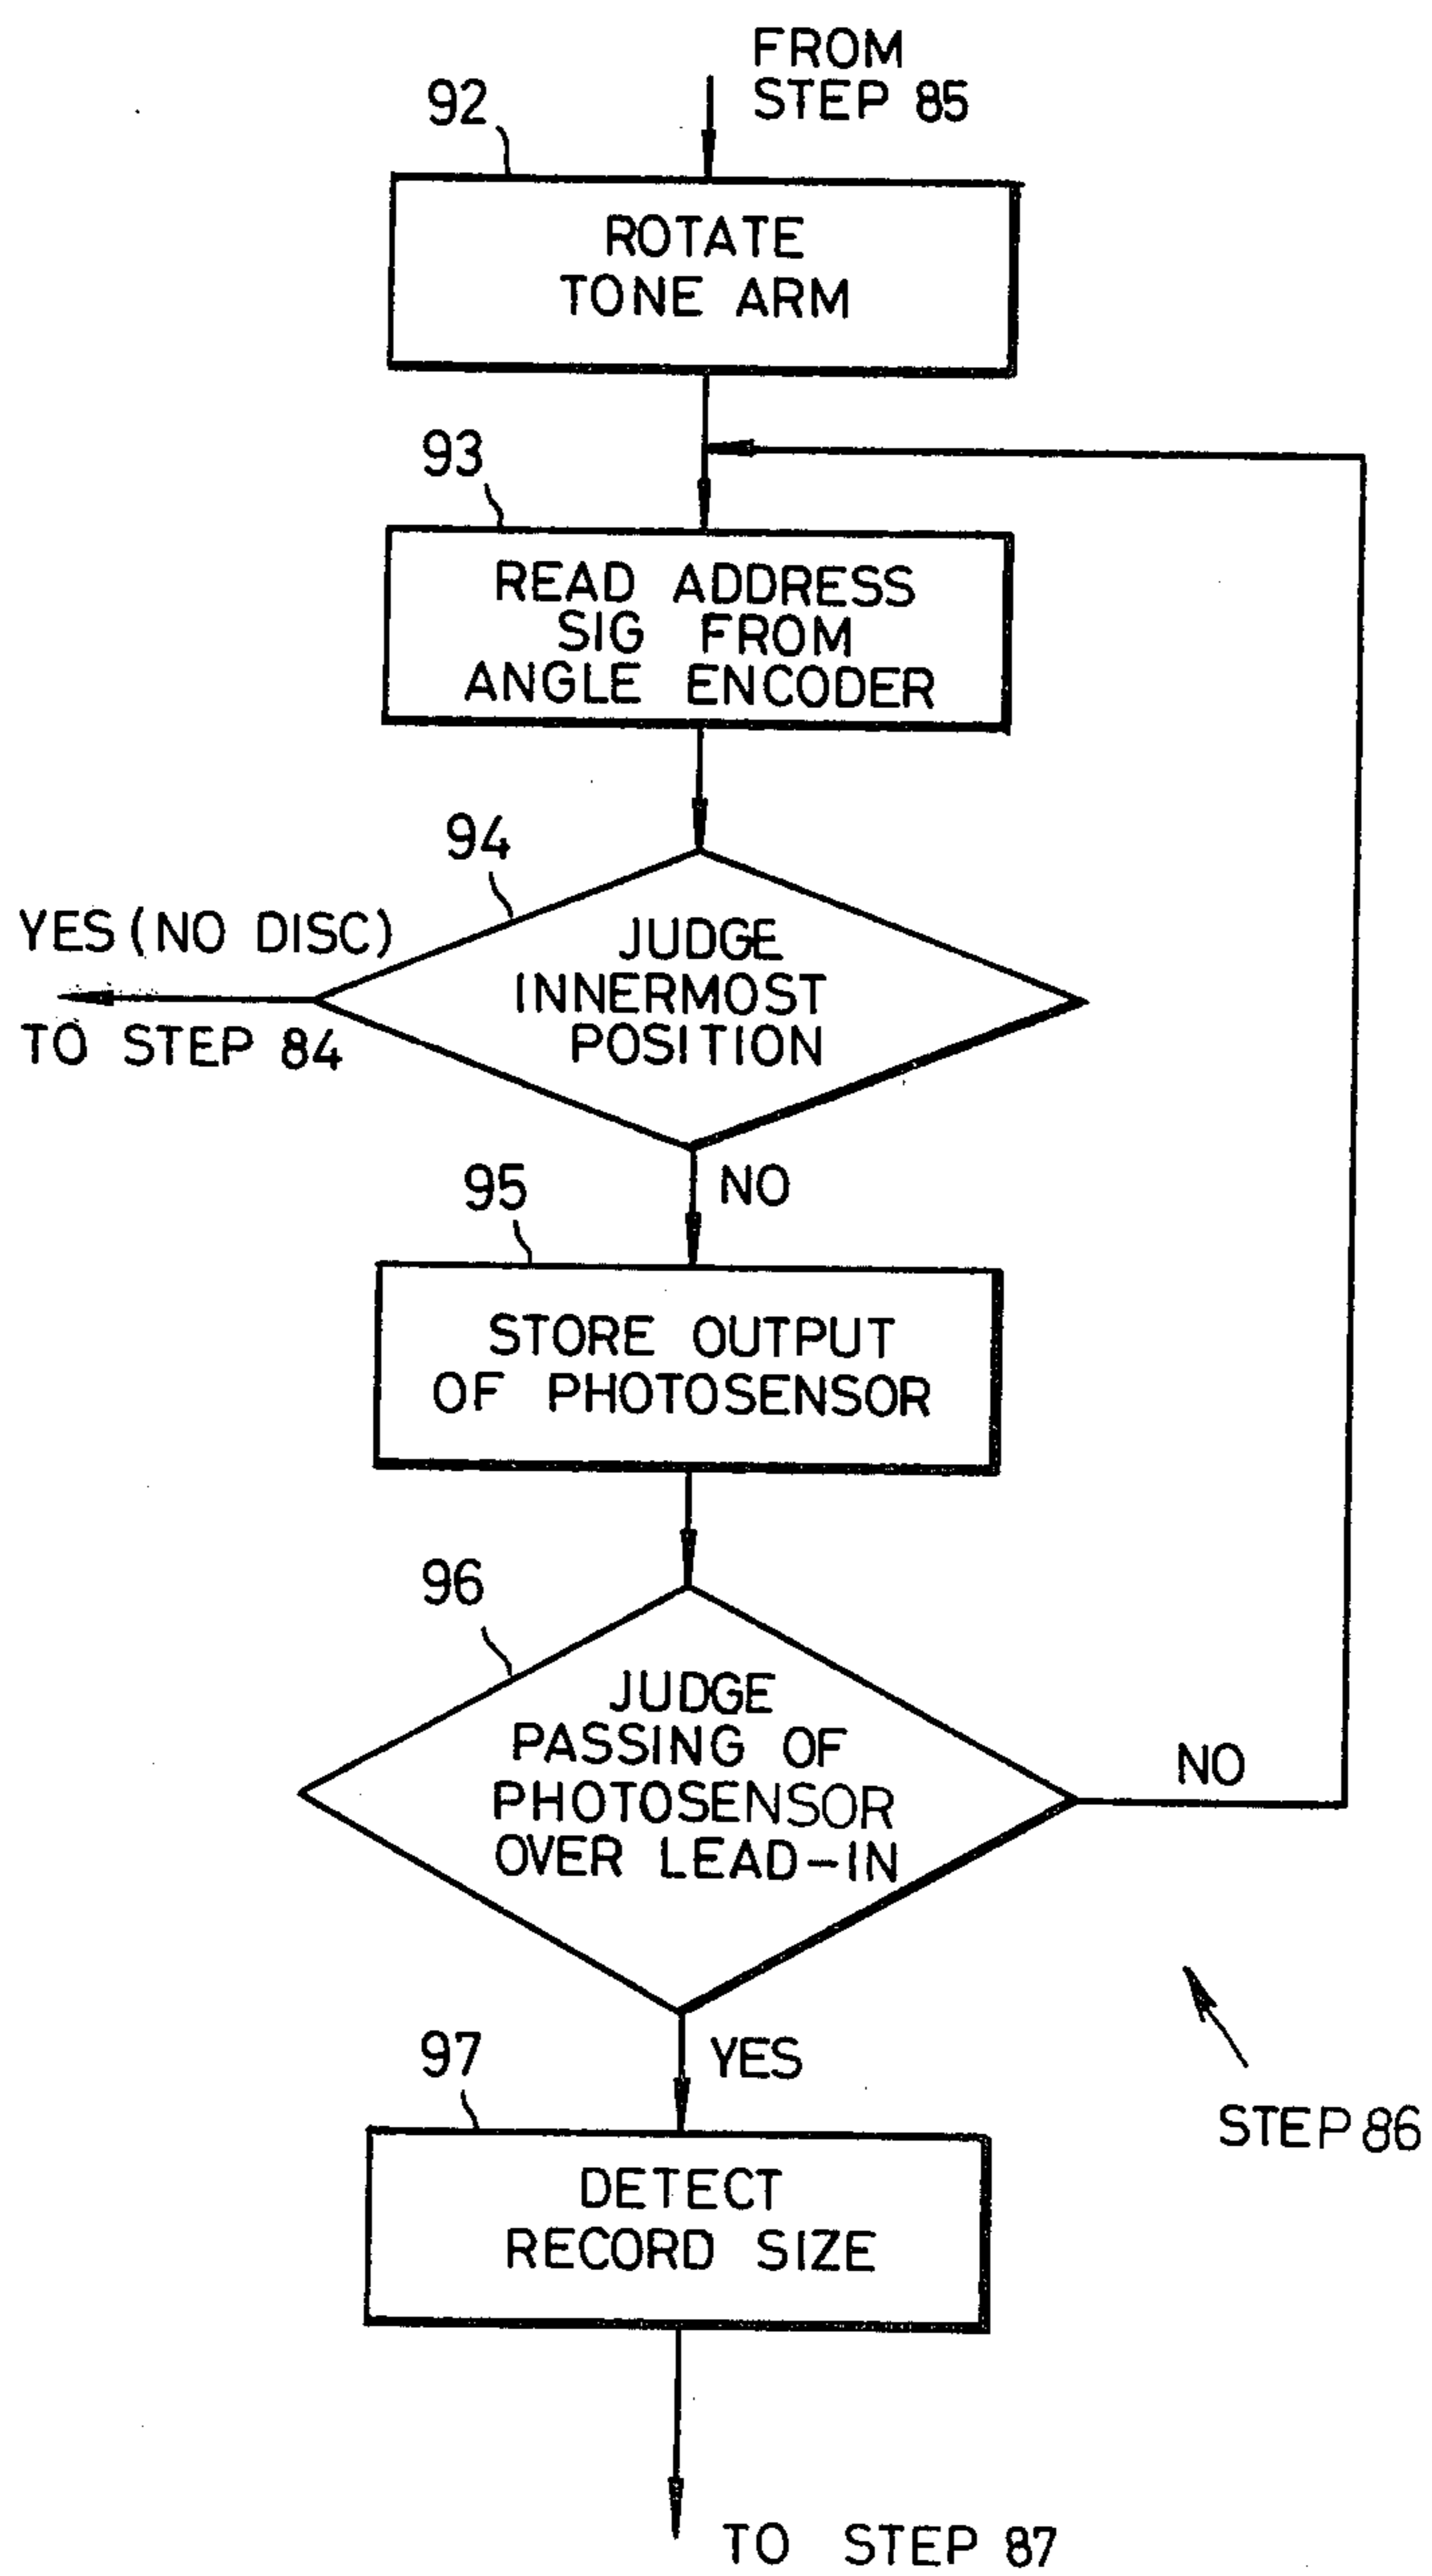 FROM
STEP 85
92
ROTATE
TONE ARM
93
READ ADDRESS
SIG FROM
ANGLE ENCODER
94
YES (NO DISC)
TO STEP 84
JUDGE
INNERMOST
POSITION
NO
95
STORE OUTPUT
OF PHOTOSENSOR
96
JUDGE
PASSING OF
PHOTOSENSOR
OVER LEAD-IN
NO
YES
97
STEP 86
DETECT
RECORD SIZE
TO STEP 87